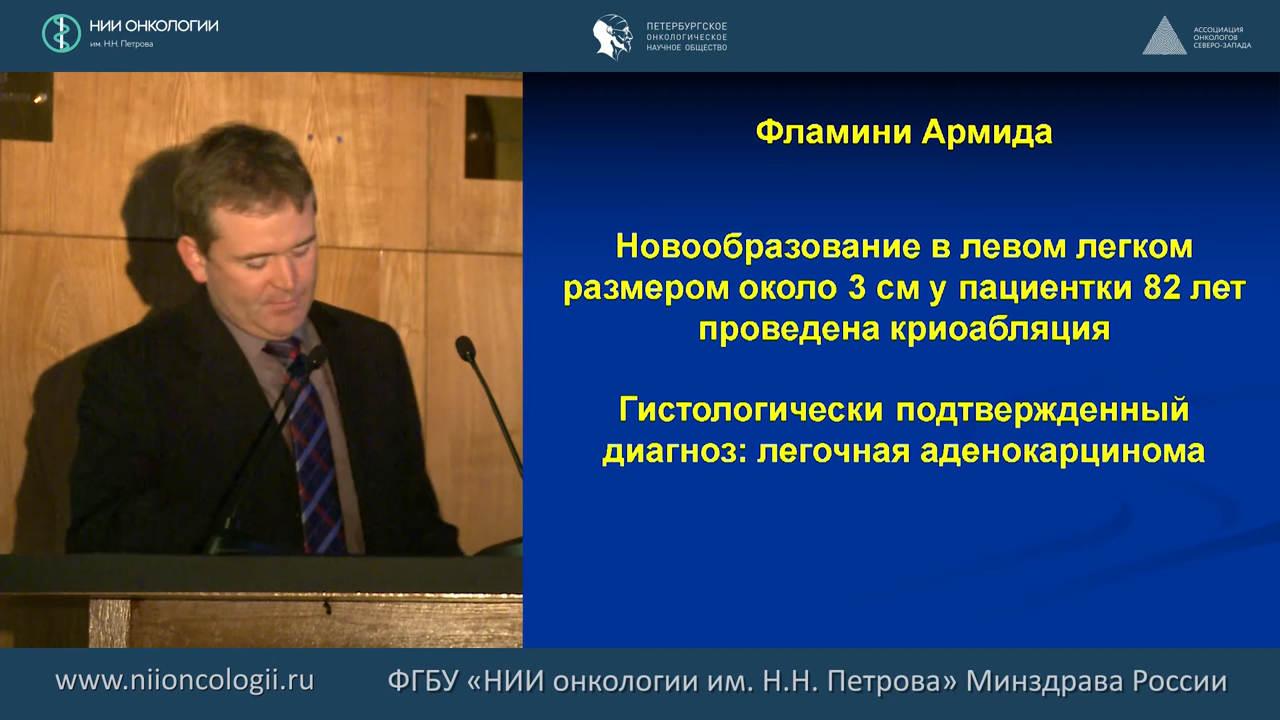 НИИ ОНКОЛОГИИ
им. Н.Н. Петрова
ПЕТЕРБУРГСКОЕ
ОНКОЛОГИЧЕСКОЕ
НАУЧНОЕ ОБЩЕСТВО
АССОЦИАЦИЯ
ОНКОЛОГОВ
СЕВЕРО-ЗАПАДА
Фламини Армида
Новообразование в левом легком
размером около 3 см у пациентки 82 лет
проведена криоабляция
Гистологически подтвержденный
диагноз: легочная аденокарцинома
www.niioncologii.ru
ФГБУ «НИИ онкологии им. Н.Н. Петрова» Минздрава России